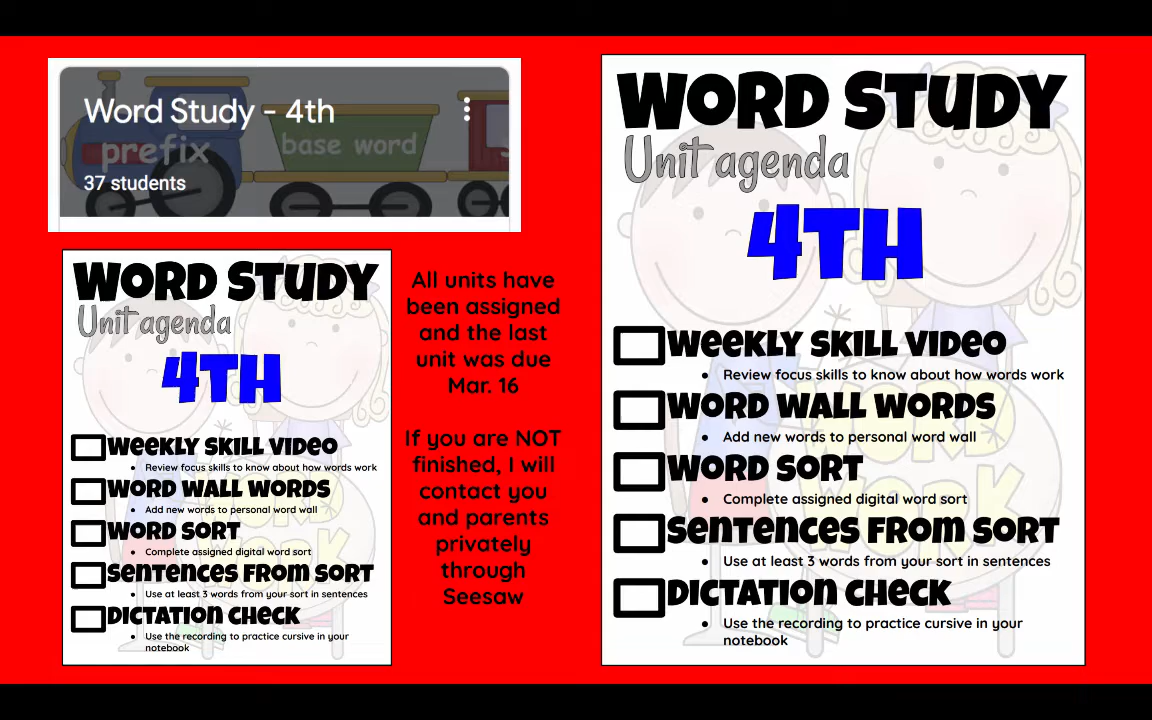 Word Study - 4th
prefix
base word
37 students
WORD STUDY
Unit agenda
4TH
Weekly Skill Video
• Review focus skills to know about how words work
Word Wall Words
• Add new words to personal word wall
Word Sort
• Complete assigned digital word sort
Sentences from Sort
• Use at least 3 words from your sort in sentences
Dictation Check
• Use the recording to practice cursive in your
notebook
All units have
been assigned
and the last
unit was due
Mar. 16
If you are NOT
finished, I will
contact you
and parents
privately
through
Seesaw
WORD STUDY
Unit agenda
4TH
Weekly Skill Video
• Review focus skills to know about how words work
Word Wall Words
• Add new words to personal word wall
Word Sort
• Complete assigned digital word sort
Sentences from Sort
• Use at least 3 words from your sort in sentences
Dictation Check
• Use the recording to practice cursive in your
notebook
WORD
WORK